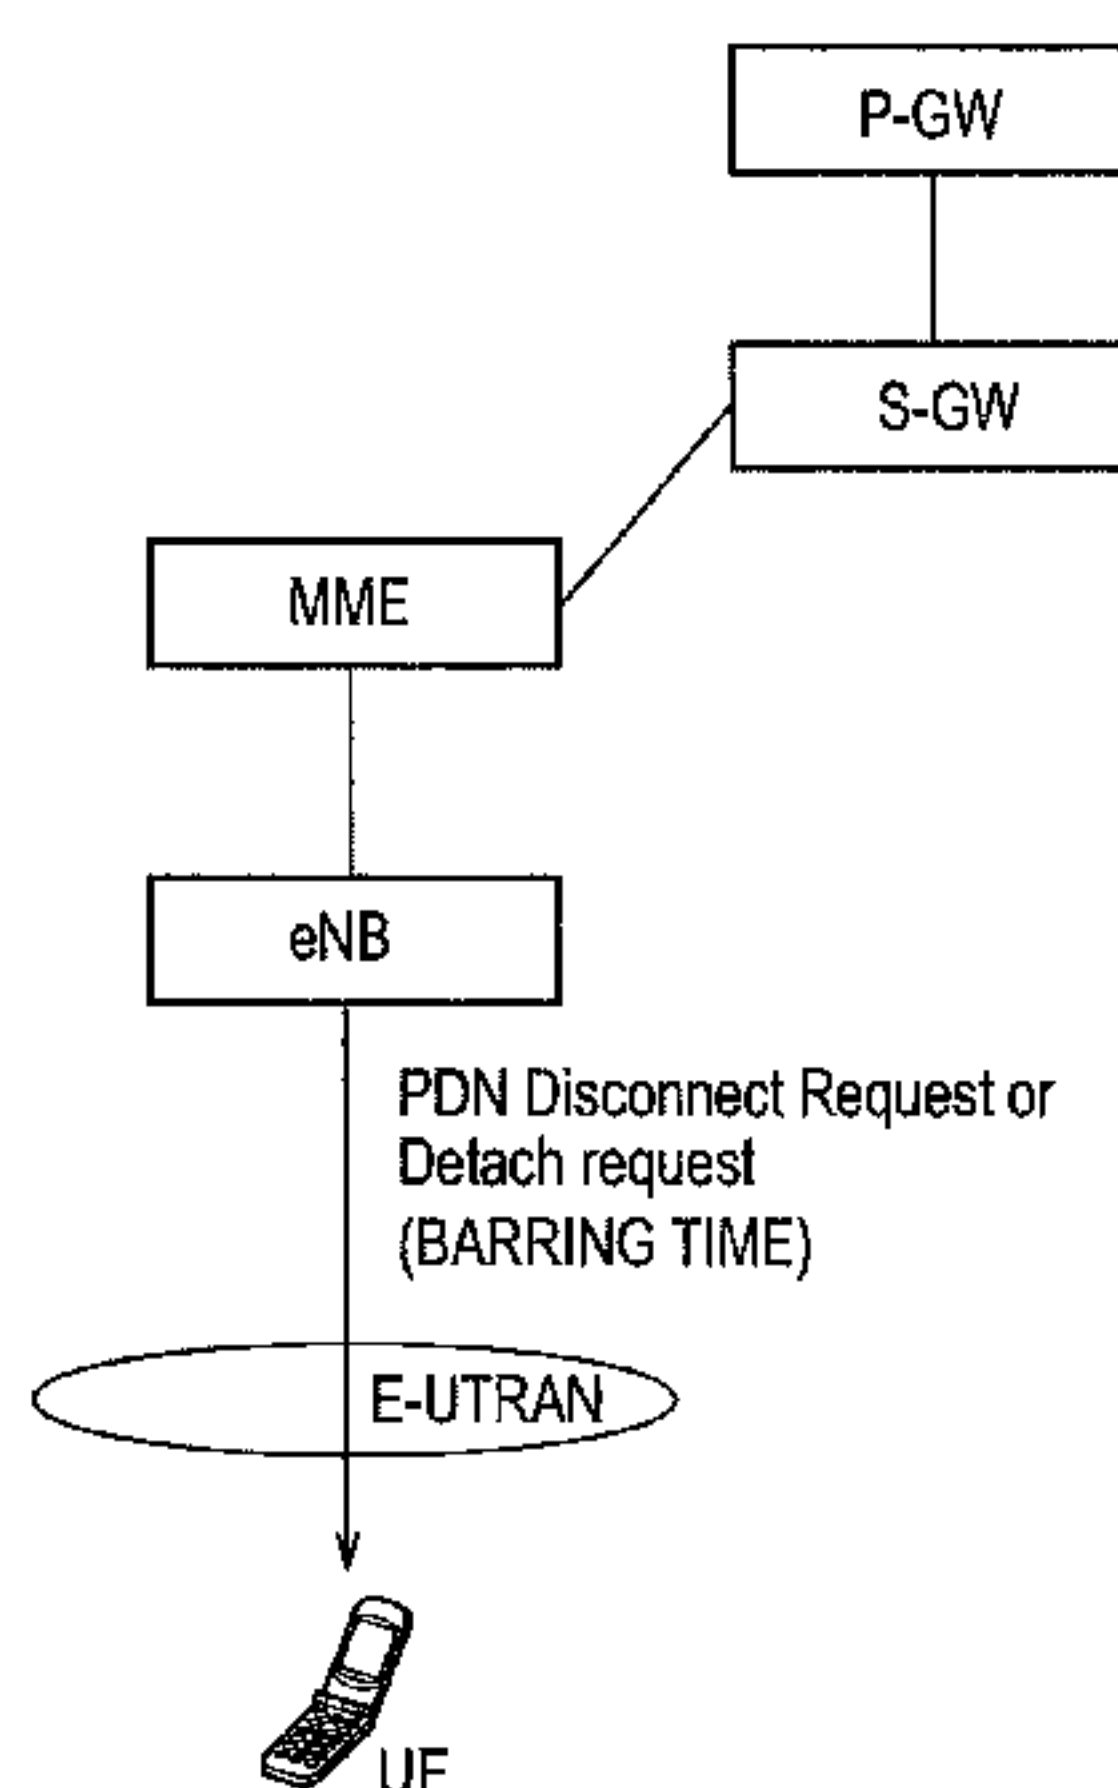 P-GW
S-GW
MME
eNB
PDN Disconnect Request or
Detach request
(BARRING TIME)
E-UTRAN
UE